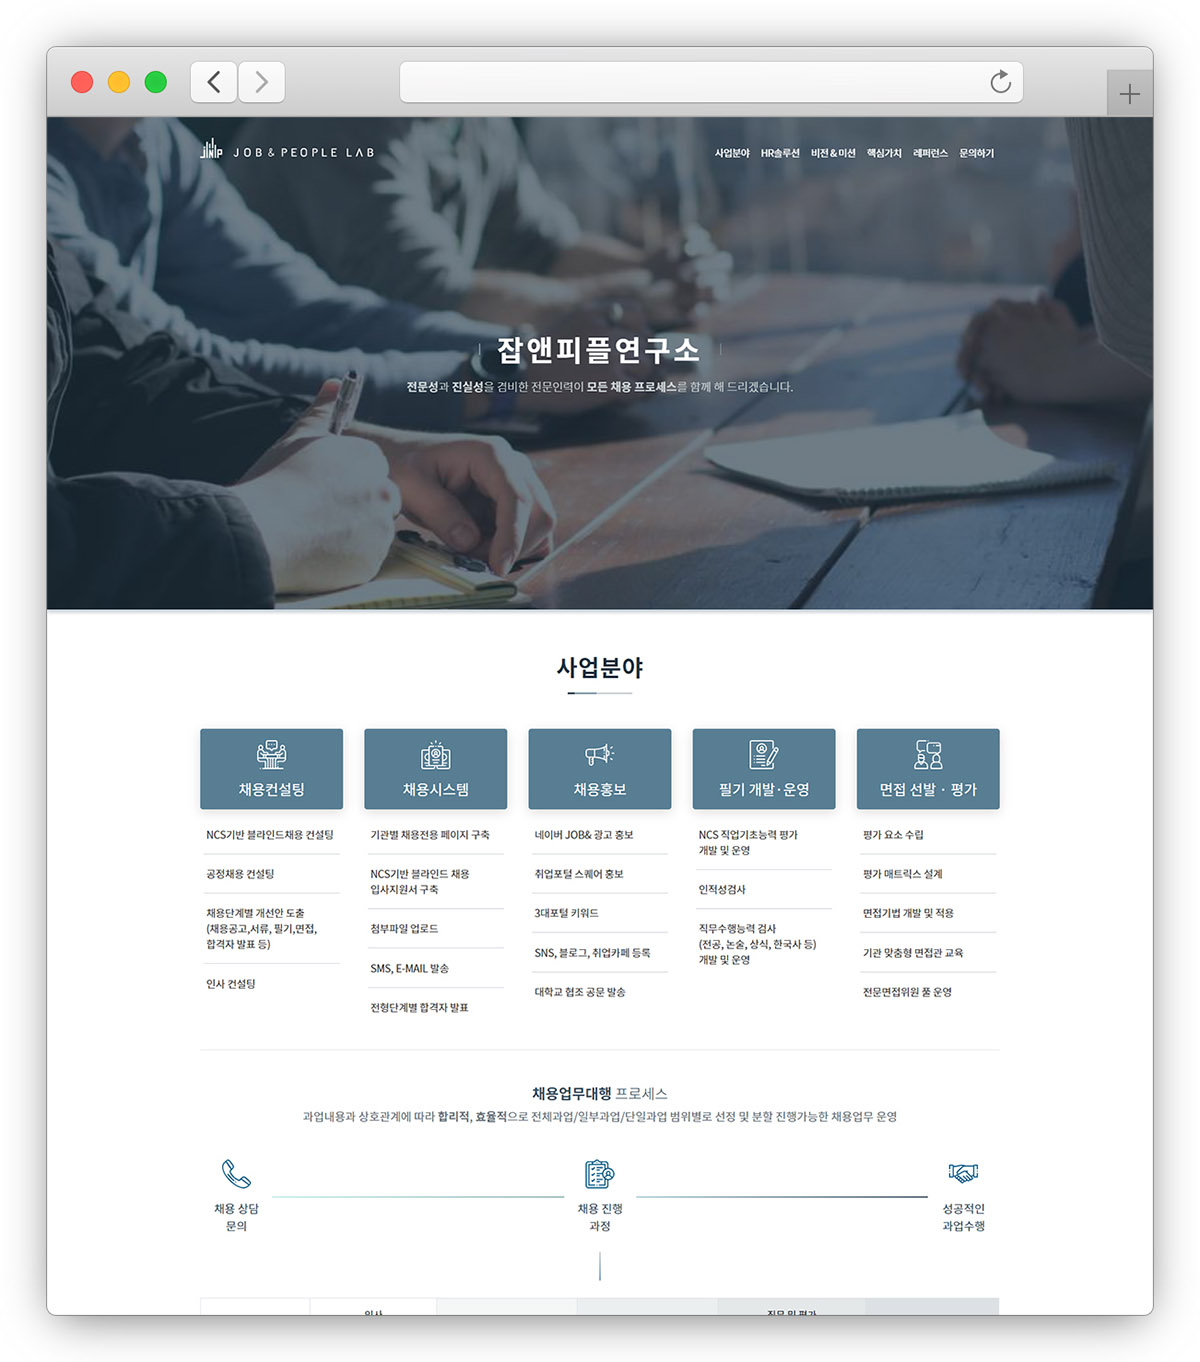 JNP JOB & PEOPLE LAB
사업분야 HR솔루션 비전&미션 핵심가치 레퍼런스 문의하기
잡앤피플연구소
전문성과 진실성을 겸비한 전문인력이 모든 채용 프로세스를 함께 해 드리겠습니다.
사업분야
채용컨설팅
NCS기반 블라인드채용 컨설팅
공정채용 컨설팅
채용단계별 개선안 도출
(채용공고,서류, 필기,면접,
합격자 발표 등)
인사 컨설팅
채용시스템
기관별 채용전용 페이지 구축
NCS기반 블라인드 채용
입사지원서 구축
첨부파일 업로드
SMS, E-MAIL 발송
전형단계별 합격자 발표
채용홍보
네이버 JOB& 광고 홍보
취업포털 스퀘어 홍보
3대포털 키워드
SNS, 블로그, 취업카페 등록
대학교 협조 공문 발송
필기 개발·운영
NCS 직업기초능력 평가
개발 및 운영
인적성검사
직무수행능력 검사
(전공, 논술, 상식, 한국사 등)
개발 및 운영
면접 선발 · 평가
평가 요소 수립
평가 매트릭스 설계
면접기법 개발 및 적용
기관 맞춤형 면접관 교육
전문면접위원 풀 운영
채용업무대행 프로세스
과업내용과 상호관계에 따라 합리적, 효율적으로 전체과업/일부과업/단일과업 범위별로 선정 및 분할 진행가능한 채용업무 운영
채용 상담
문의
채용 진행
과정
성공적인
과업수행